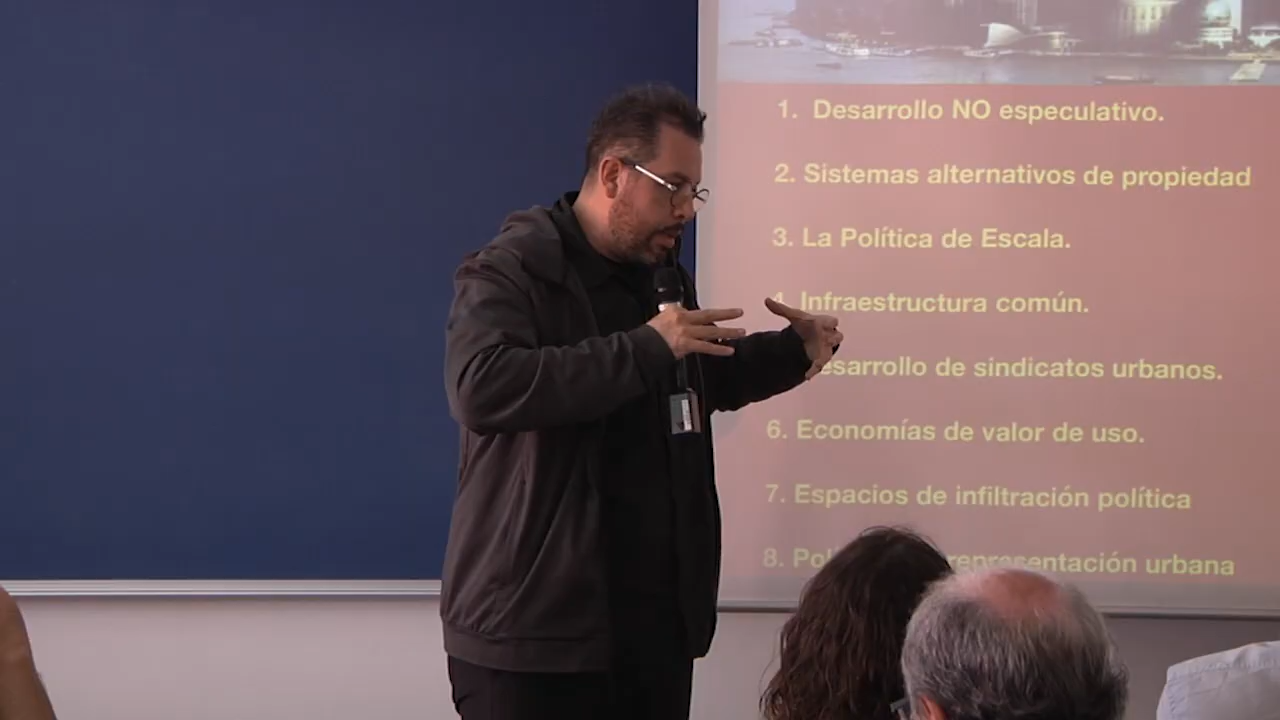 1. Desarrollo NO especulativo.
2. Sistemas alternativos de propiedad
3. La Política de Escala.
4. Infraestructura común.
esarrollo de sindicatos urbanos.
6. Economías de valor de uso.
7. Espacios de infiltración política
8. representación urbana